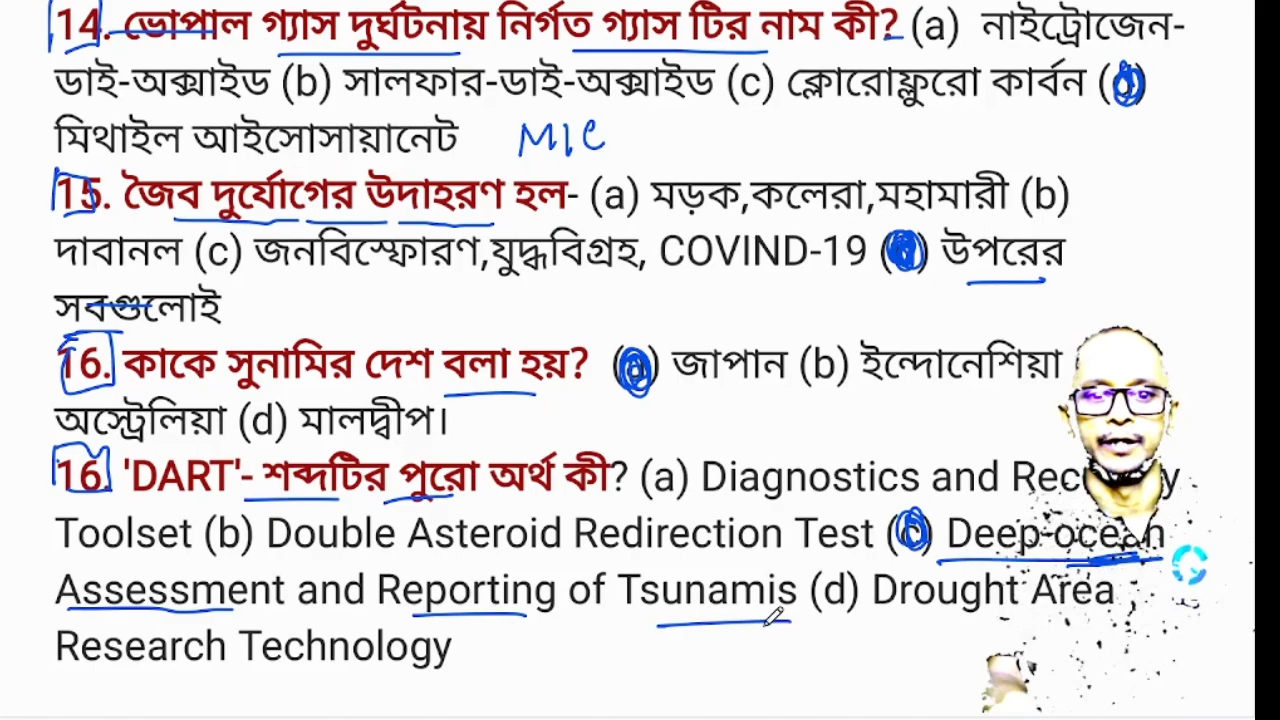 14. ভোপাল গ্যাস দুর্ঘটনায় নির্গত গ্যাস টির নাম কী? (a) নাইট্রোজেন-
ডাই-অক্সাইড (b) সালফার-ডাই-অক্সাইড (c) ক্লোরোফ্লুরো কার্বন (d)
মিথাইল আইসোসায়ানেট MIC
15. জৈব দুর্যোগের উদাহরণ হল- (a) মড়ক,কলেরা,মহামারী (b)
দাবানল (c) জনবিস্ফোরণ,যুদ্ধবিগ্রহ, COVIND-19 (d) উপরের
সবগুলোই
16. কাকে সুনামির দেশ বলা হয়? (a) জাপান (b) ইন্দোনেশিয়া
অস্ট্রেলিয়া (d) মালদ্বীপ।
16. 'DART'- শব্দটির পুরো অর্থ কী? (a) Diagnostics and
Toolset (b) Double Asteroid Redirection Test (c) Deep-ocean
Assessment and Reporting of Tsunamis (d) Drought Area
Research Technology